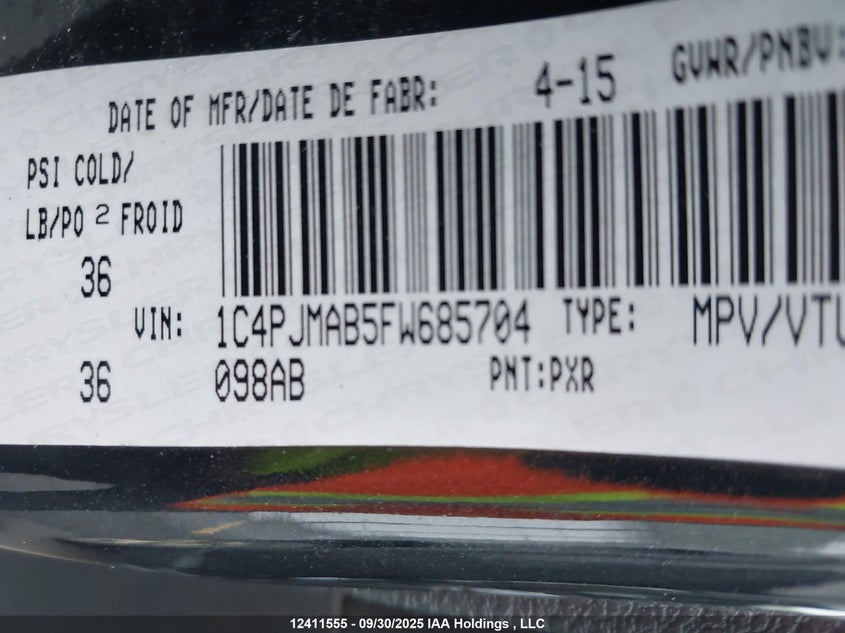 DATE OF MFR/DATE DE FABR: 4-15 GVWR/PNBV:
PSI COLD/
LB/PO 2 FROID
36
VIN: 1C4PJMAB5FW685704 TYPE: MPV/VTU
36 098AB PNT:PXR
12411555 - 09/30/2025 IAA Holdings , LLC